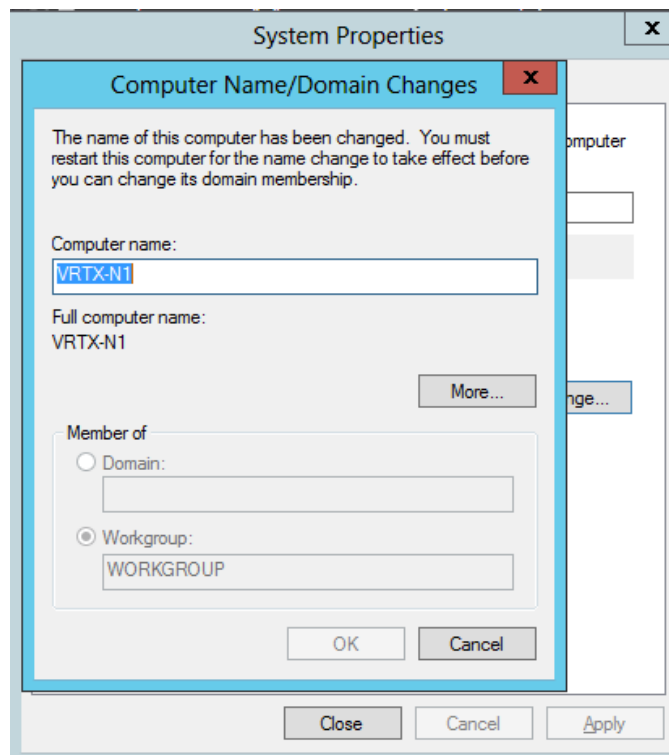 System Properties
x
Computer Name/Domain Changes
x
The name of this computer has been changed. You must
restart this computer for the name change to take effect before
you can change its domain membership.
Computer name:
VRTX-N1
Full computer name:
VRTX-N1
More...
Member of
Domain:
Workgroup:
WORKGROUP
OK
Cancel
Close
Cancel
Apply